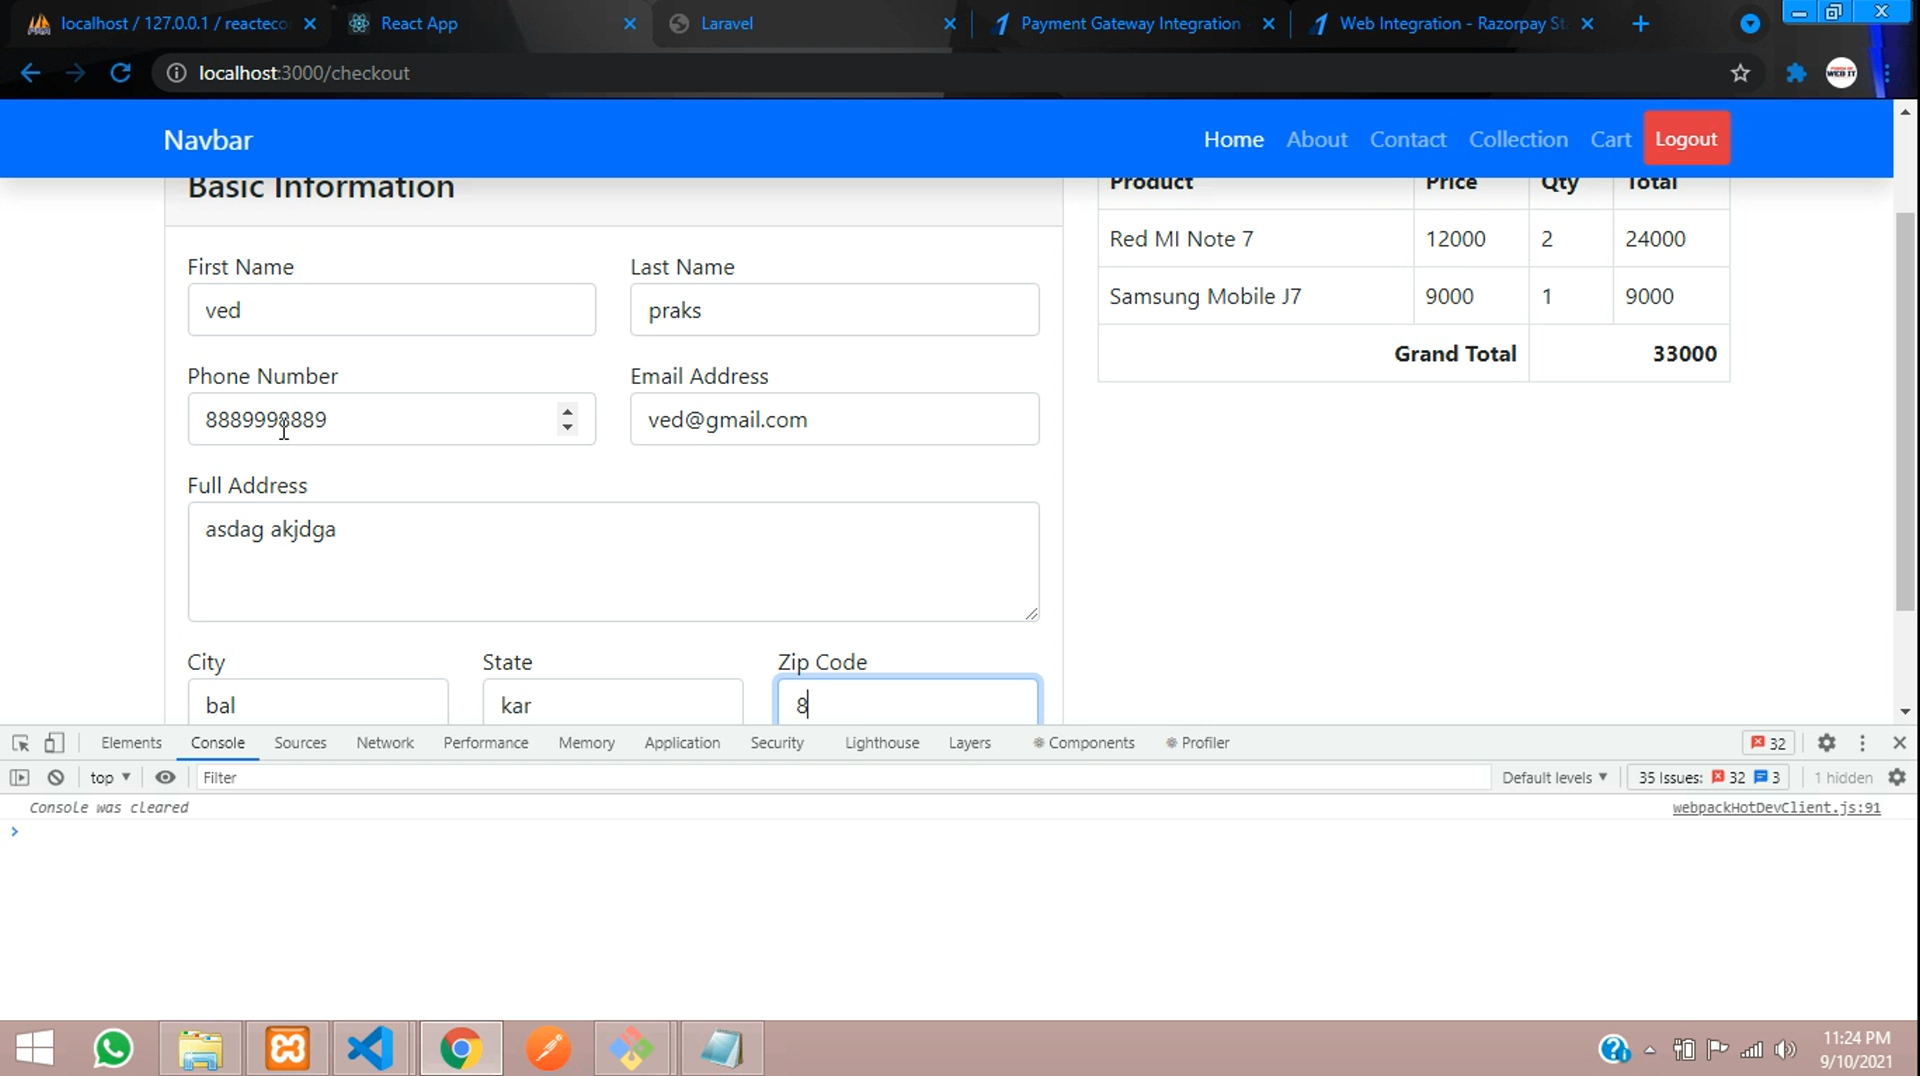 localhost / 127.0.0.1 / reacteco
React App
Laravel
Payment Gateway Integration
Web Integration - Razorpay St
localhost:3000/checkout
Navbar
Home
About
Contact
Collection
Cart
Logout
Basic Information
First Name
Last Name
ved
praks
Phone Number
Email Address
8889998889
ved@gmail.com
Full Address
asdag akjdga
City
State
Zip Code
bal
kar
8
Product Price Qty Total
Red MI Note 7 12000 2 24000
Samsung Mobile J7 9000 1 9000
Grand Total 33000
Elements Console Sources Network Performance Memory Application Security Lighthouse Layers Components Profiler 32
top Filter Default levels 35 Issues: 32 3 1 hidden
Console was cleared webpackHotDevClient.js:91
11:24 PM
9/10/2021